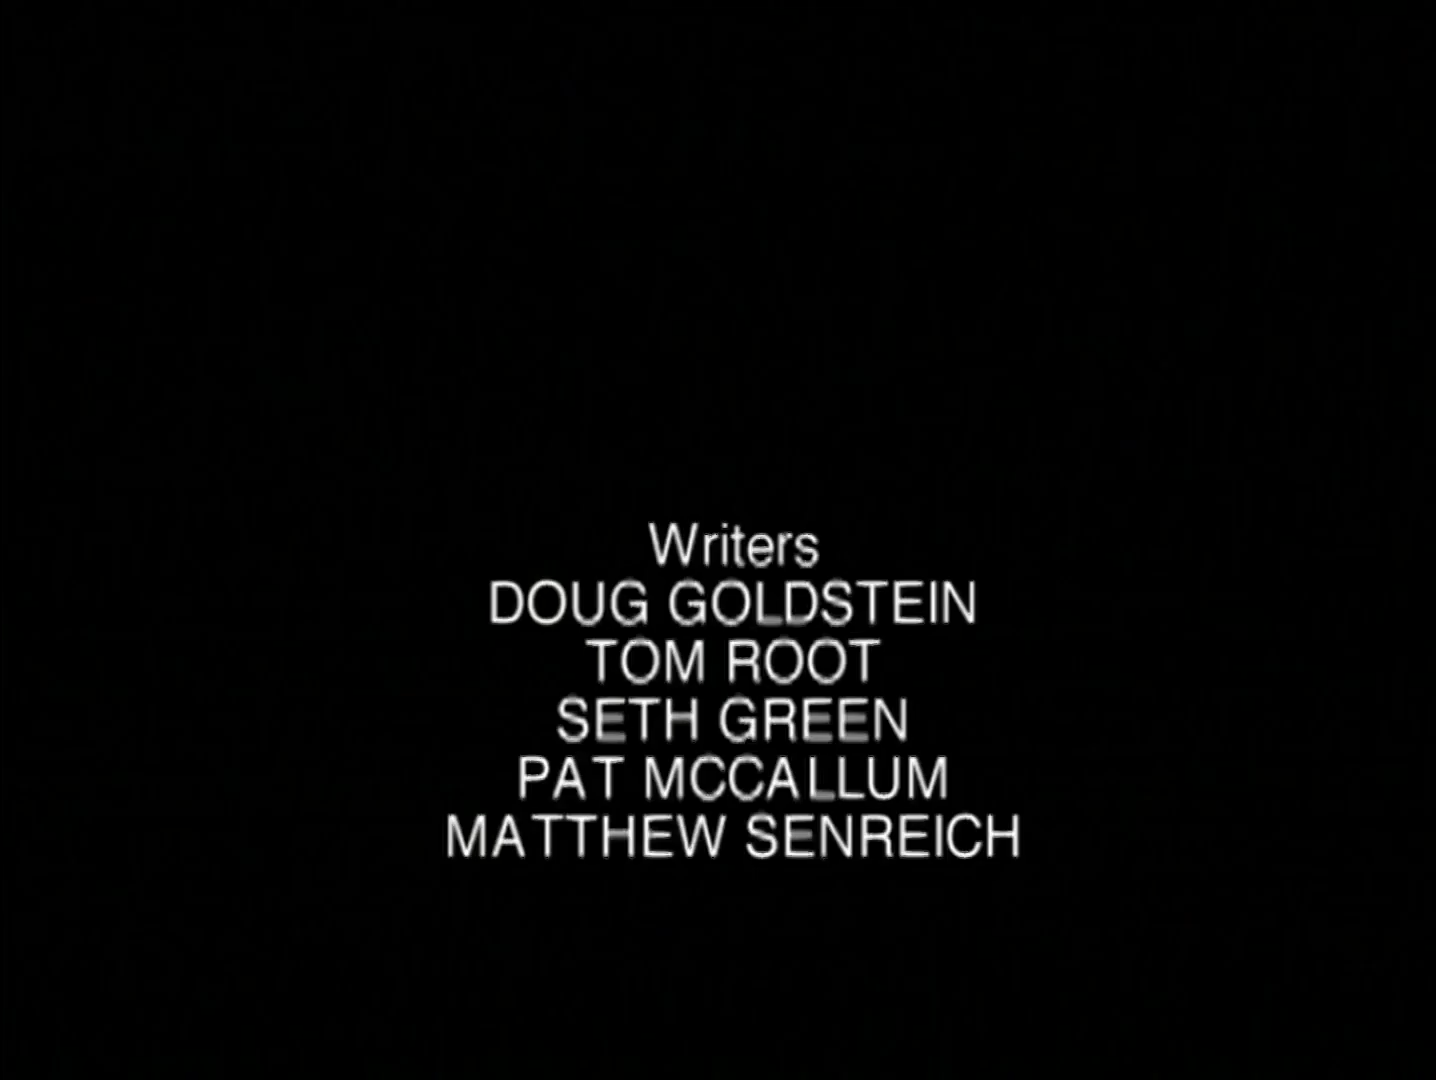 Writers
DOUG GOLDSTEIN
TOM ROOT
SETH GREEN
PAT MCCALLUM
MATTHEW SENREICH